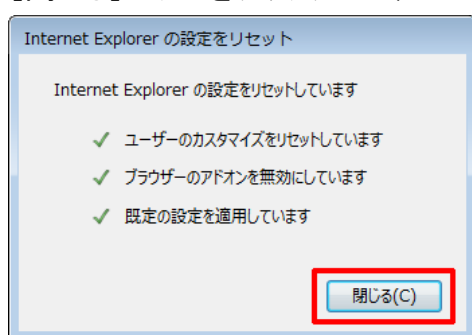 Internet Explorer の設定をリセット
Internet Explorer の設定をリセットしています
ユーザーのカスタマイズをリセットしています
ブラウザーのアドオンを無効にしています
既定の設定を適用しています
閉じる(C)